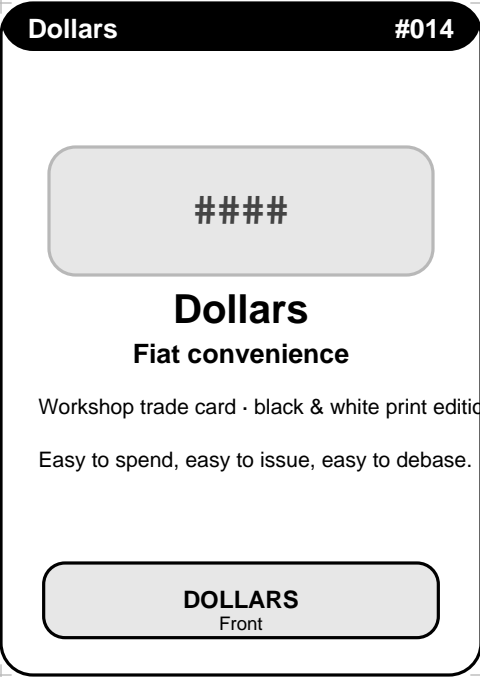 Dollars #014
####
Dollars
Fiat convenience
Workshop trade card · black & white print editio
Easy to spend, easy to issue, easy to debase.
DOLLARS
Front